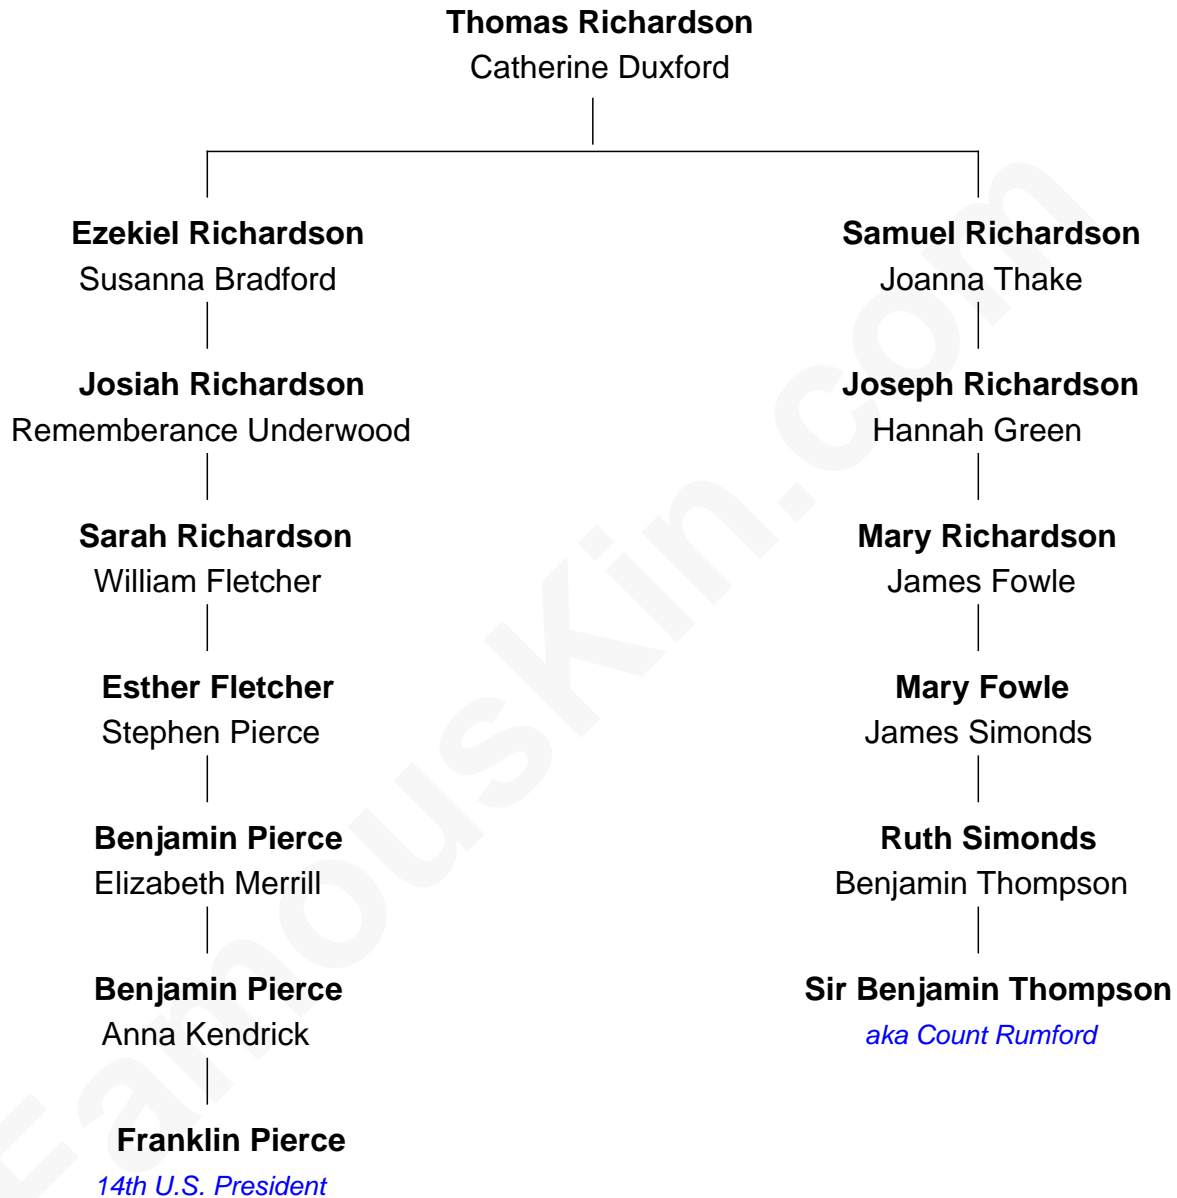 Thomas Richardson
Catherine Duxford
Ezekiel Richardson
Susanna Bradford
Samuel Richardson
Joanna Thake
Josiah Richardson
Rememberance Underwood
Joseph Richardson
Hannah Green
Sarah Richardson
William Fletcher
Mary Richardson
James Fowle
Esther Fletcher
Stephen Pierce
Mary Fowle
James Simonds
Benjamin Pierce
Elizabeth Merrill
Ruth Simonds
Benjamin Thompson
Benjamin Pierce
Anna Kendrick
Sir Benjamin Thompson
aka Count Rumford
Franklin Pierce
14th U.S. President
FamousKin.com